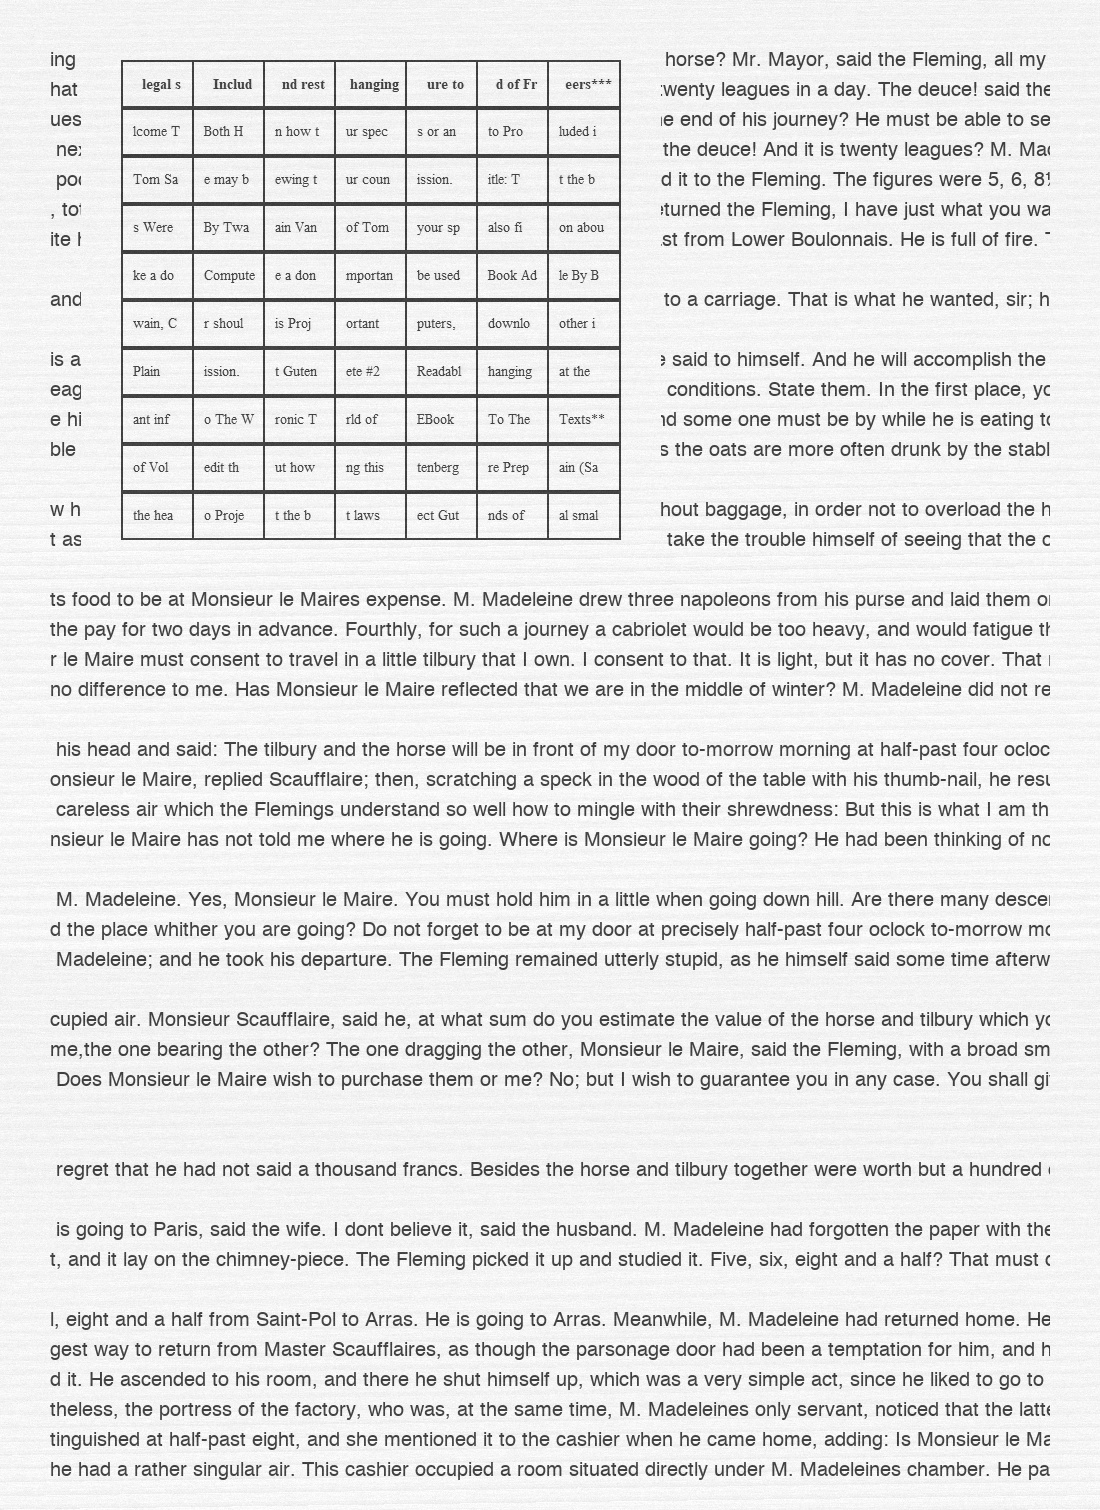 legal s Includ nd rest hanging ure to d of Fr eers***
lcome T Both H n how t ur spec s or an to Pro luded i
Tom Sa e may b ewing t ur coun ission. itle: T t the b
s Were By Twa ain Van of Tom your sp also fi on abou
ke a do Compute e a don mportan be used Book Ad le By B
wain, C r shoul is Proj ortant puters, downlo other i
Plain ission. t Guten ete #2 Readabl hanging at the
ant inf o The W ronic T rld of EBook To The Texts**
of Vol edit th ut how ng this tenberg re Prep ain (Sa
the hea o Proje t the b t laws ect Gut nds of al smal
ing horse? Mr. Mayor, said the Fleming, all my
hat twenty leagues in a day. The deuce! said the
ues e end of his journey? He must be able to se
nex the deuce! And it is twenty leagues? M. Mad
poc d it to the Fleming. The figures were 5, 6, 8½
, tot eturned the Fleming, I have just what you wa
ite h st from Lower Boulonnais. He is full of fire.
and to a carriage. That is what he wanted, sir; h
is a e said to himself. And he will accomplish the
eag conditions. State them. In the first place, yo
e hi nd some one must be by while he is eating to
ble s the oats are more often drunk by the stabl
w h hout baggage, in order not to overload the h
t as take the trouble himself of seeing that the o
ts food to be at Monsieur le Maires expense. M. Madeleine drew three napoleons from his purse and laid them on
the pay for two days in advance. Fourthly, for such a journey a cabriolet would be too heavy, and would fatigue th
r le Maire must consent to travel in a little tilbury that I own. I consent to that. It is light, but it has no cover. That
no difference to me. Has Monsieur le Maire reflected that we are in the middle of winter? M. Madeleine did not re
his head and said: The tilbury and the horse will be in front of my door to-morrow morning at half-past four ocloc
onsieur le Maire, replied Scaufflaire; then, scratching a speck in the wood of the table with his thumb-nail, he resu
careless air which the Flemings understand so well how to mingle with their shrewdness: But this is what I am th
nsieur le Maire has not told me where he is going. Where is Monsieur le Maire going? He had been thinking of no
M. Madeleine. Yes, Monsieur le Maire. You must hold him in a little when going down hill. Are there many descen
d the place whither you are going? Do not forget to be at my door at precisely half-past four oclock to-morrow mo
Madeleine; and he took his departure. The Fleming remained utterly stupid, as he himself said some time afterw
cupied air. Monsieur Scaufflaire, said he, at what sum do you estimate the value of the horse and tilbury which yo
me,the one bearing the other? The one dragging the other, Monsieur le Maire, said the Fleming, with a broad sm
Does Monsieur le Maire wish to purchase them or me? No; but I wish to guarantee you in any case. You shall gi
regret that he had not said a thousand francs. Besides the horse and tilbury together were worth but a hundred
is going to Paris, said the wife. I dont believe it, said the husband. M. Madeleine had forgotten the paper with the
t, and it lay on the chimney-piece. The Fleming picked it up and studied it. Five, six, eight and a half? That must
l, eight and a half from Saint-Pol to Arras. He is going to Arras. Meanwhile, M. Madeleine had returned home. He
gest way to return from Master Scaufflaires, as though the parsonage door had been a temptation for him, and h
d it. He ascended to his room, and there he shut himself up, which was a very simple act, since he liked to go to
theless, the portress of the factory, who was, at the same time, M. Madeleines only servant, noticed that the latte
tinguished at half-past eight, and she mentioned it to the cashier when he came home, adding: Is Monsieur le Ma
he had a rather singular air. This cashier occupied a room situated directly under M. Madeleines chamber. He pa